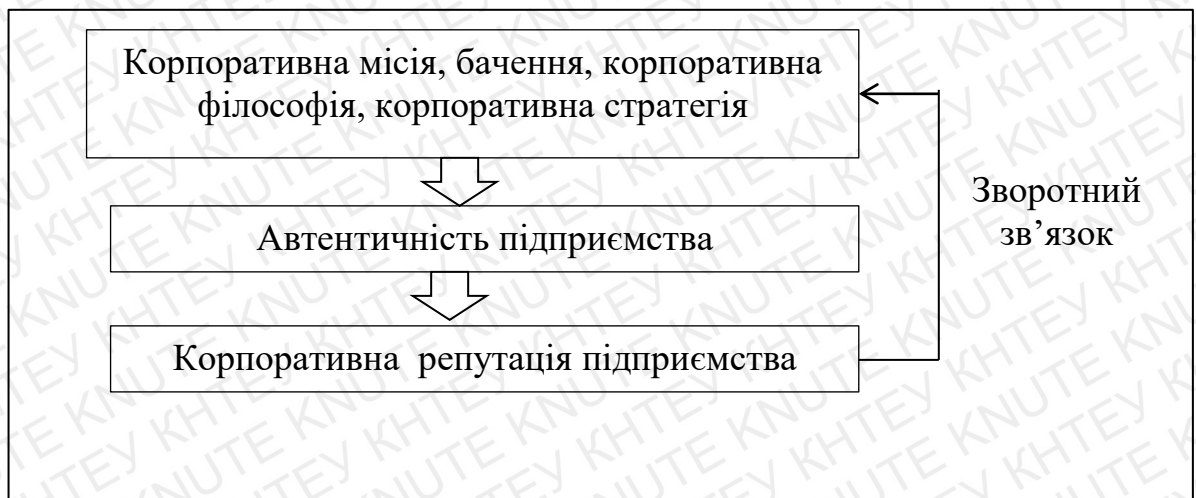 Корпоративна місія, бачення, корпоративна
філософія, корпоративна стратегія
Автентичність підприємства
Зворотний
зв’язок
Корпоративна репутація підприємства